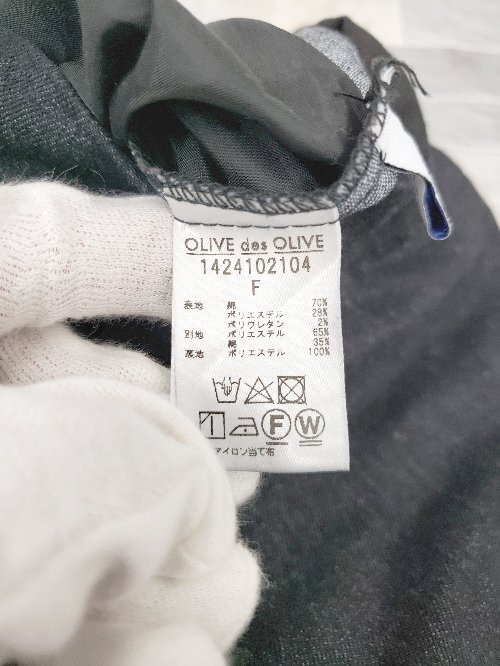 OLIVE des OLIVE
1424102104
F
表地 綿 70%
ポリエステル 28%
ポリウレタン 2%
別地 ポリエステル 65%
綿 35%
裏地 ポリエステル 100%
F W
アイロン当て布